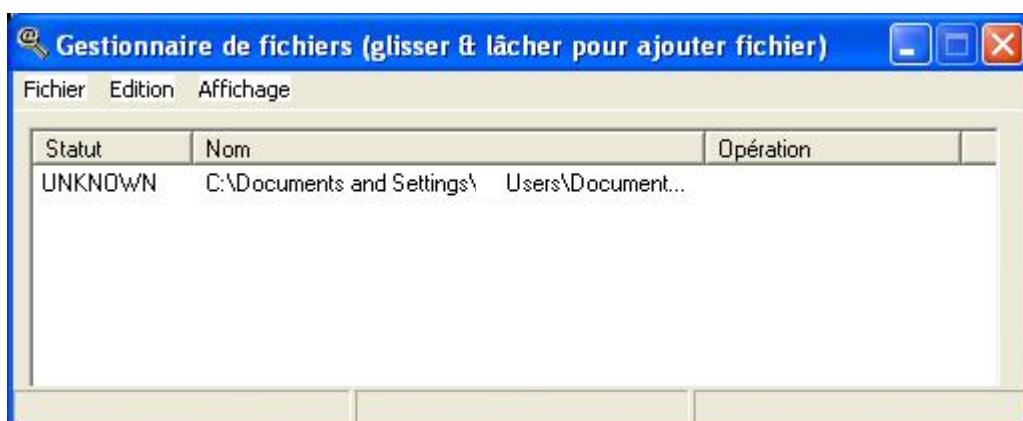 Gestionnaire de fichiers (glisser & lâcher pour ajouter fichier)
Fichier Edition Affichage
Statut Nom Opération
UNKNOWN C:\Documents and Settings\ Users\Document...